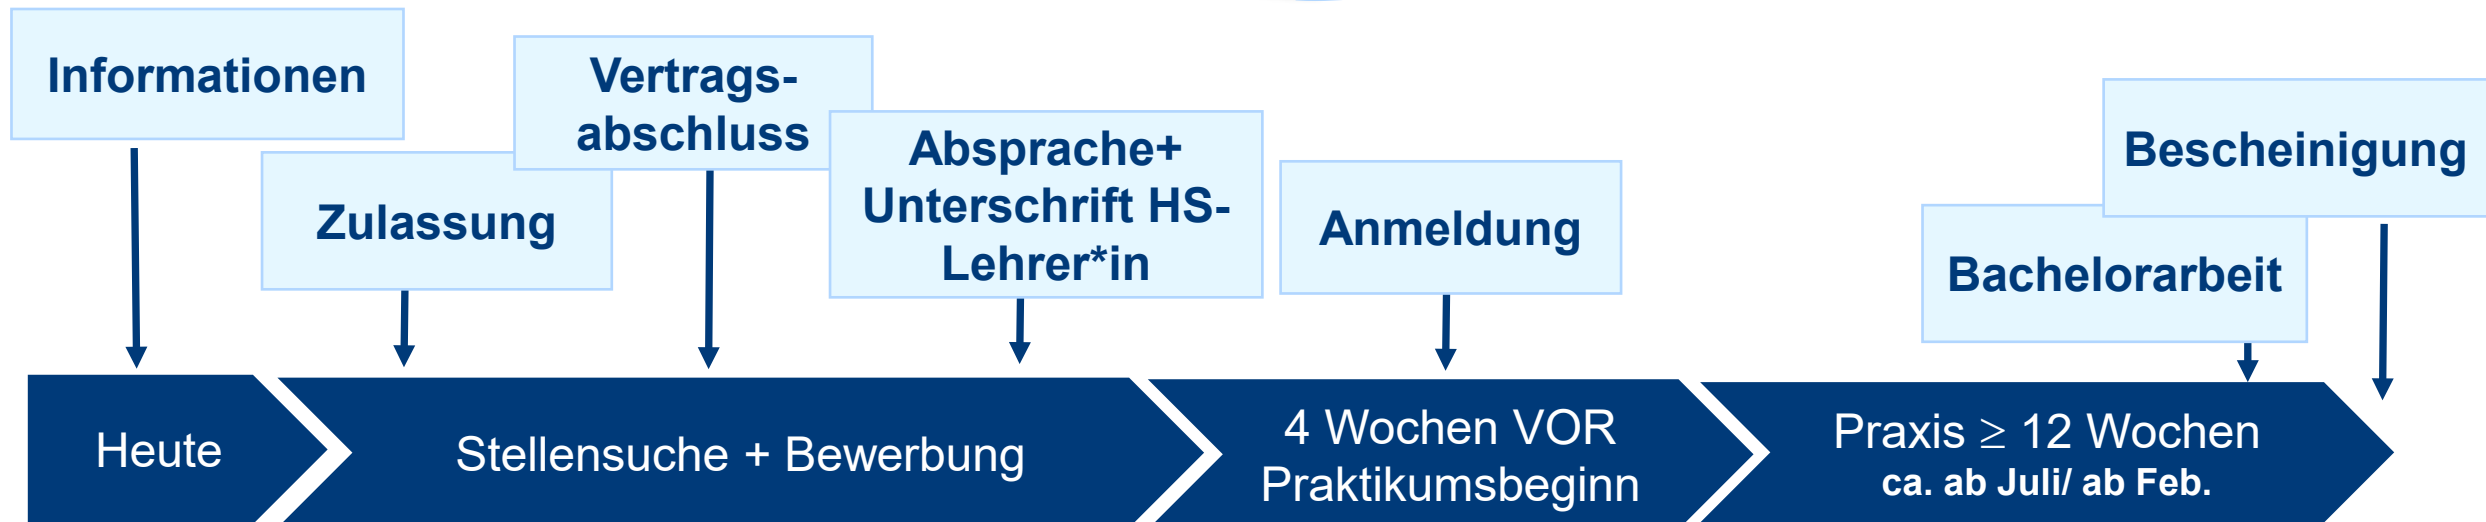 Informationen
Zulassung
Vertrags-
abschluss
Absprache+
Unterschrift HS-
Lehrer*in
Anmeldung
Bachelorarbeit
Bescheinigung
Heute
Stellensuche + Bewerbung
4 Wochen VOR
Praktikumsbeginn
Praxis ≥ 12 Wochen
ca. ab Juli/ ab Feb.